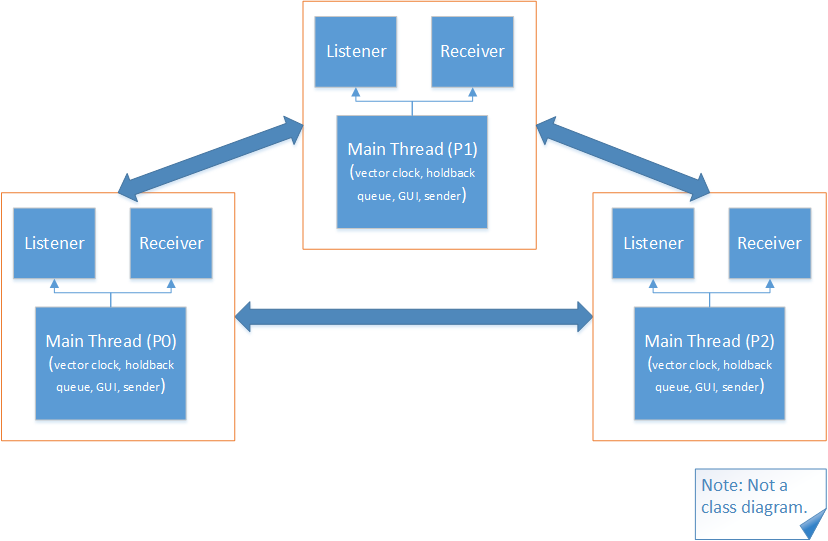 Listener
Receiver
Main Thread (P1)
(vector clock, holdback
queue, GUI, sender)
Listener
Receiver
Main Thread (P0)
(vector clock, holdback
queue, GUI, sender)
Listener
Receiver
Main Thread (P2)
(vector clock, holdback
queue, GUI, sender)
Note: Not a
class diagram.